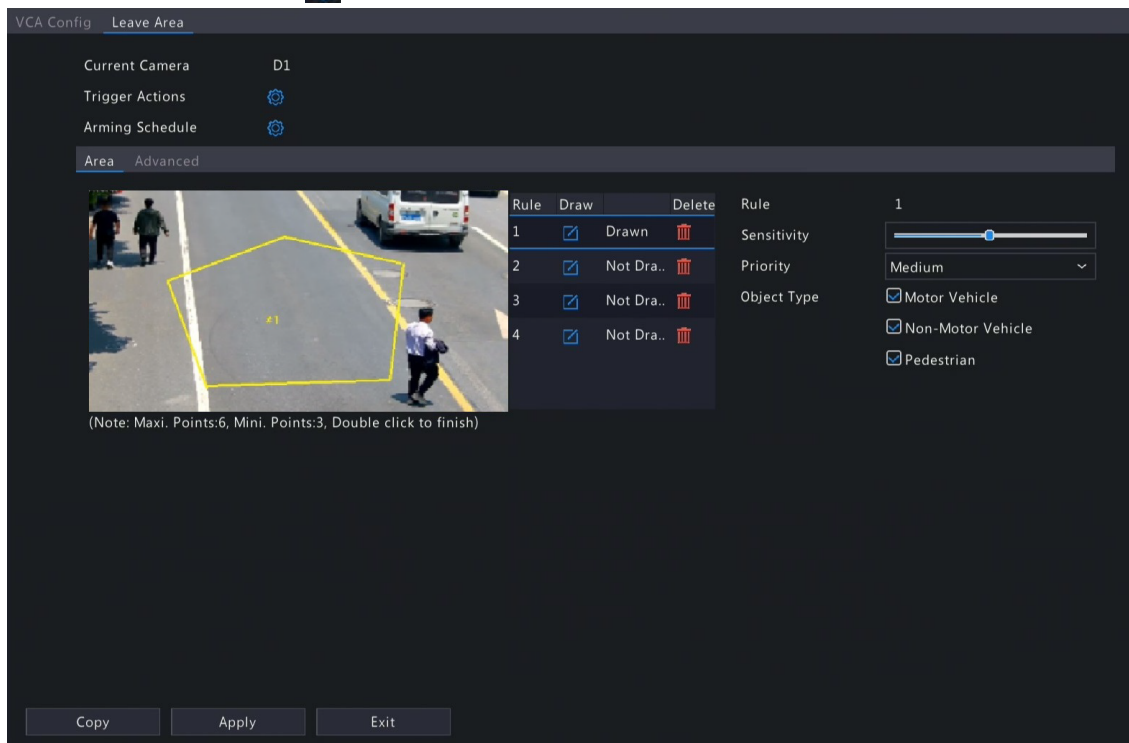 VCA Config Leave Area
Current Camera D1
Trigger Actions
Arming Schedule
Area Advanced
Rule Draw Delete
1 Drawn
2 Not Dra..
3 Not Dra..
4 Not Dra..
(Note: Maxi. Points:6, Mini. Points:3, Double click to finish)
Rule 1
Sensitivity
Priority Medium
Object Type Motor Vehicle
Non-Motor Vehicle
Pedestrian
Copy Apply Exit